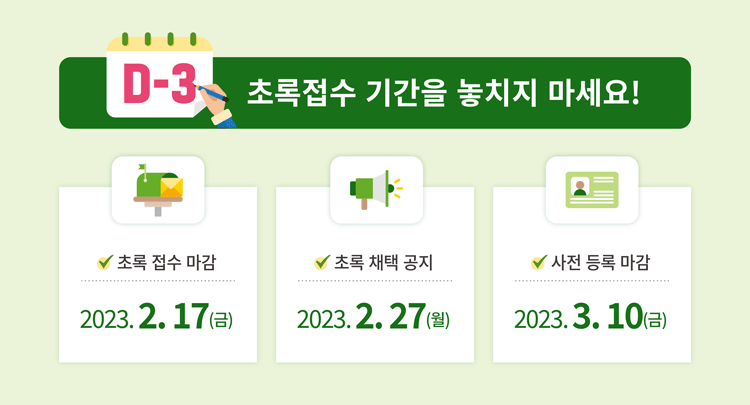 D-3
초록접수 기간을 놓치지 마세요!
초록 접수 마감
2023. 2. 17(금)
초록 채택 공지
2023. 2. 27(월)
사전 등록 마감
2023. 3. 10(금)